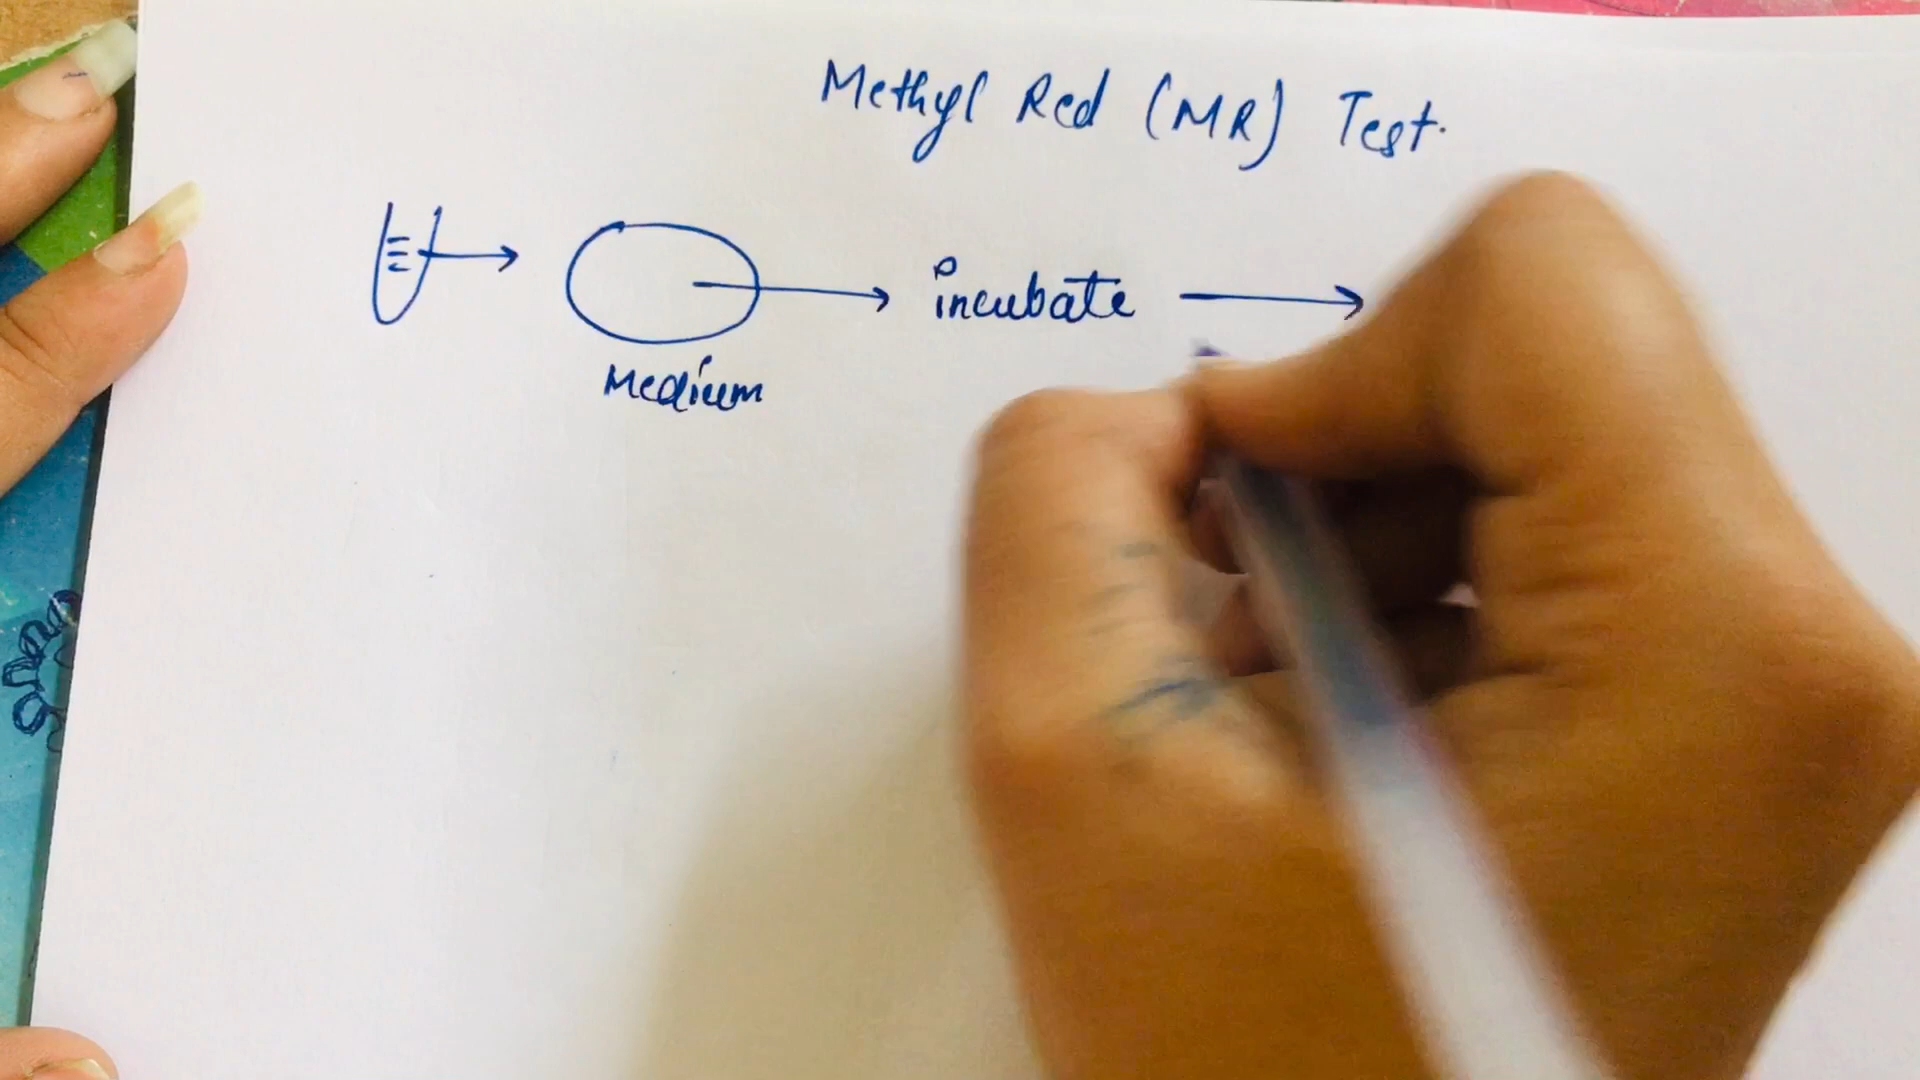 Methyl Red (MR) Test.
incubate
Medium